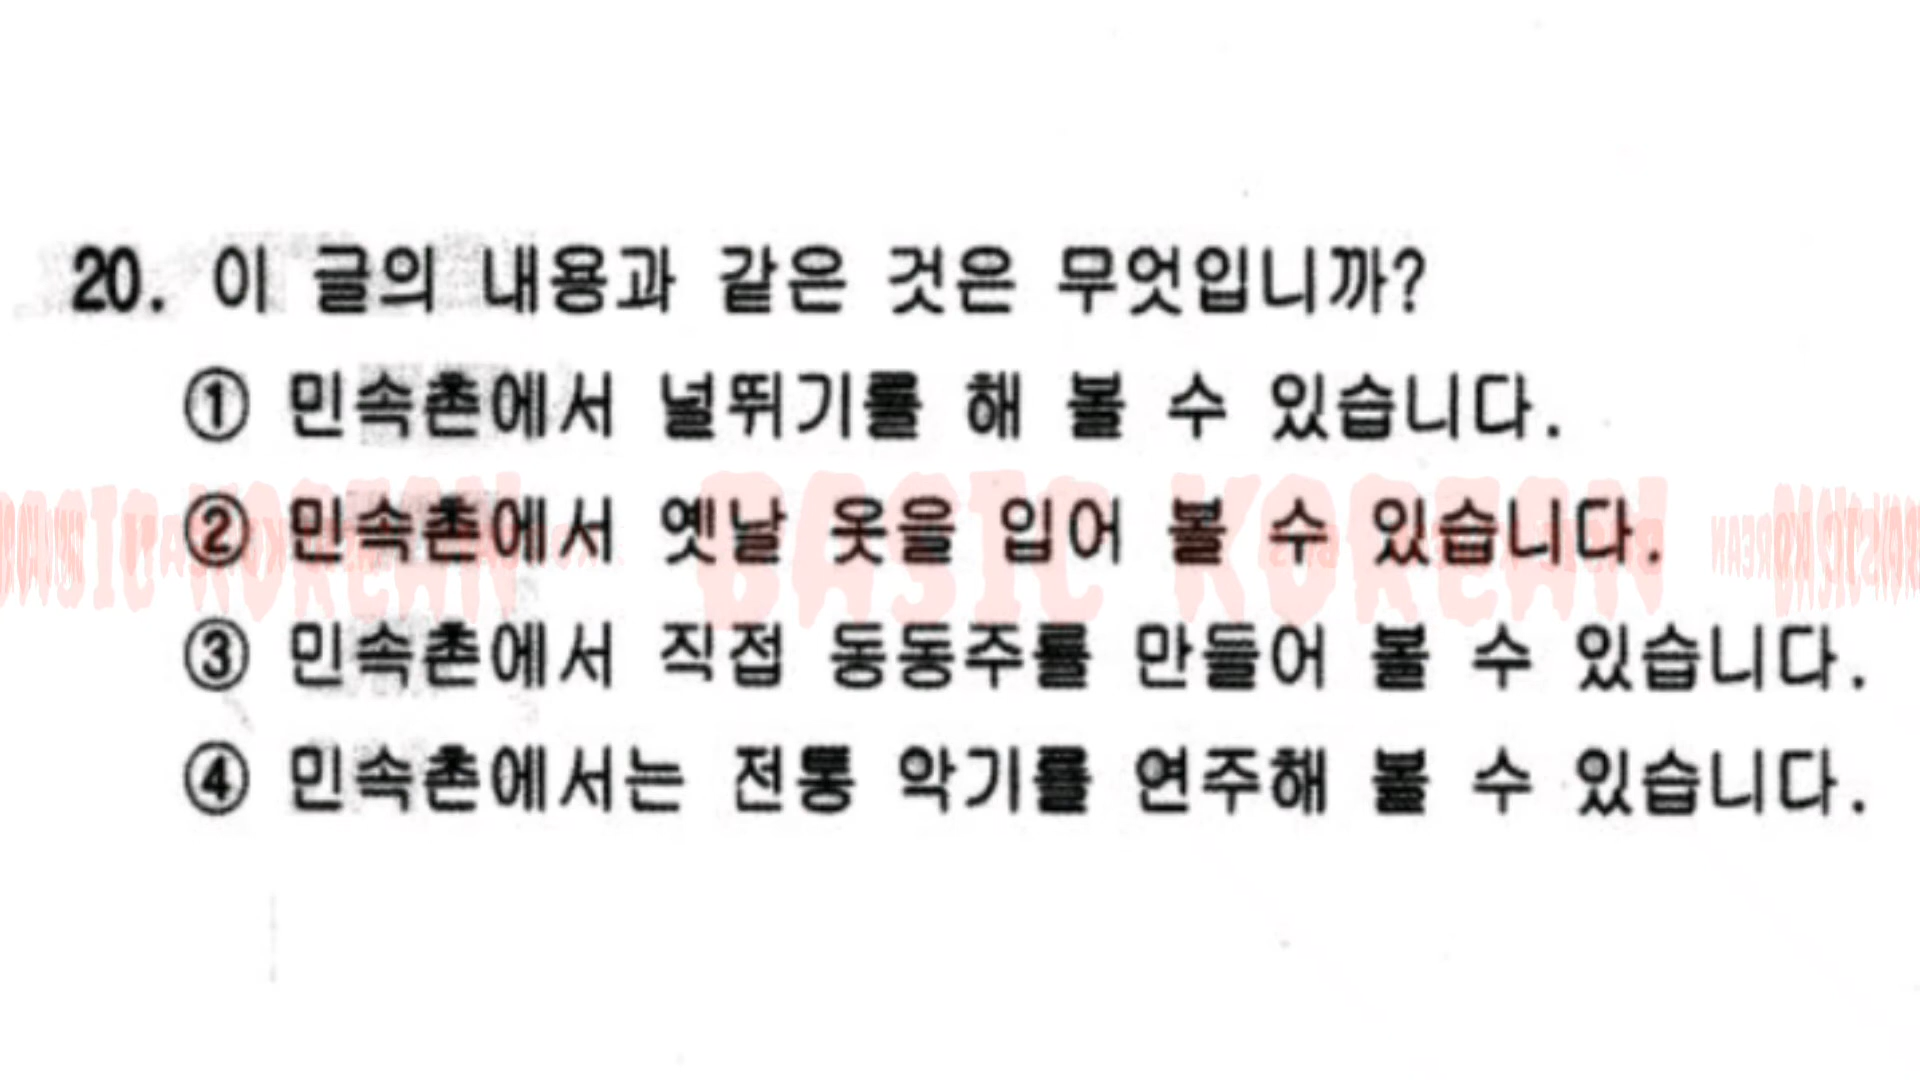 20. 이 글의 내용과 같은 것은 무엇입니까?
① 민속촌에서 널뛰기를 해 볼 수 있습니다.
② 민속촌에서 옛날 옷을 입어 볼 수 있습니다.
BASIC KOREAN
③ 민속촌에서 직접 동동주를 만들어 볼 수 있습니다.
④ 민속촌에서는 전통 악기를 연주해 볼 수 있습니다.